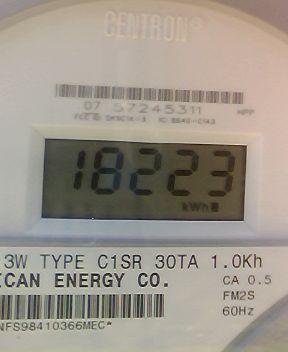 CENTRON®
07 57245311
18223
kWh
3W TYPE C1SR 30TA 1.0Kh
ICAN ENERGY CO.
CA 0.5
FM2S
60Hz
NFS98410366MEC*